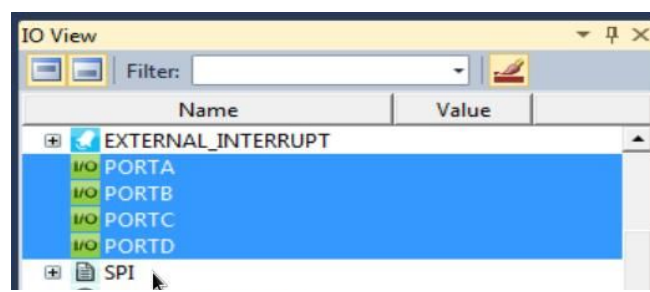 IO View
Filter:
Name Value
EXTERNAL_INTERRUPT
I/O PORTA
I/O PORTB
I/O PORTC
I/O PORTD
SPI